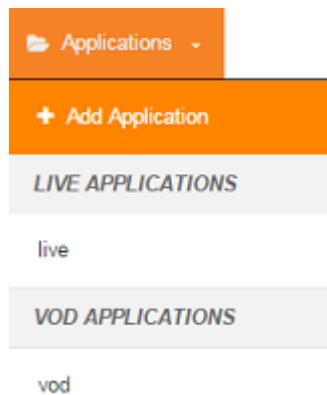 Applications
Add Application
LIVE APPLICATIONS
live
VOD APPLICATIONS
vod